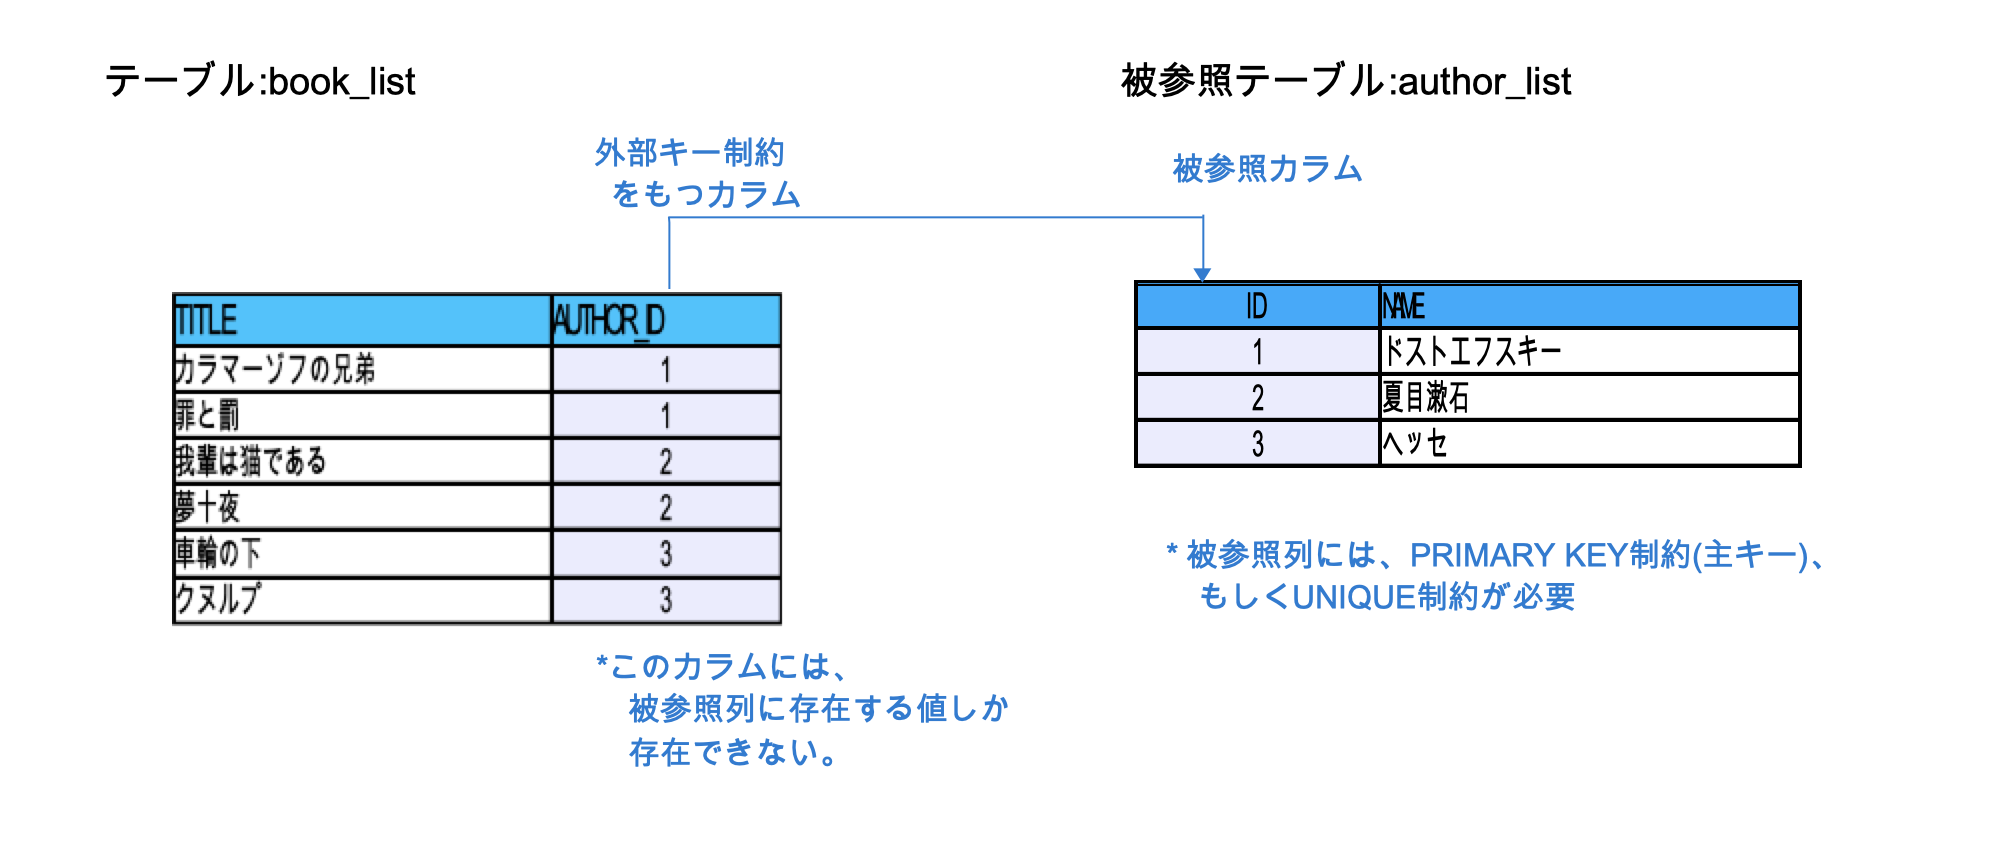 テーブル:book_list
被参照テーブル:author_list
外部キー制約
をもつカラム
被参照カラム
TITLE AUTHOR_ID
カラマーゾフの兄弟 1
罪と罰 1
我輩は猫である 2
夢十夜 2
車輪の下 3
クヌルプ 3
ID NAME
1 ドストエフスキー
2 夏目漱石
3 ヘッセ
* 被参照列には、PRIMARY KEY制約(主キー)、
もしくUNIQUE制約が必要
*このカラムには、
被参照列に存在する値しか
存在できない。